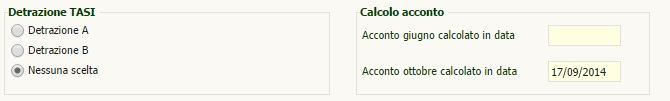 Detrazione TASI
Detrazione A
Detrazione B
Nessuna scelta
Calcolo acconto
Acconto giugno calcolato in data
Acconto ottobre calcolato in data 17/09/2014